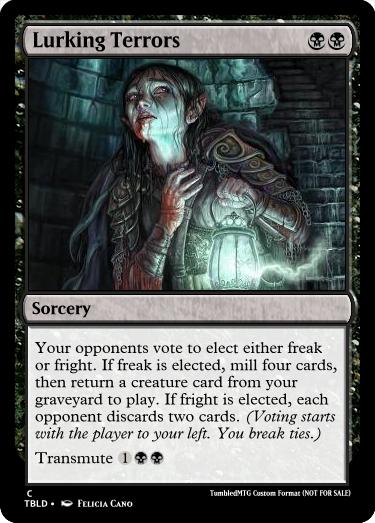 Lurking Terrors
Sorcery
Your opponents vote to elect either freak
or fright. If freak is elected, mill four cards,
then return a creature card from your
graveyard to play. If fright is elected, each
opponent discards two cards. (Voting starts
with the player to your left. You break ties.)
Transmute 1
C
TBLD • Felicia Cano
TumbledMTG Custom Format (NOT FOR SALE)